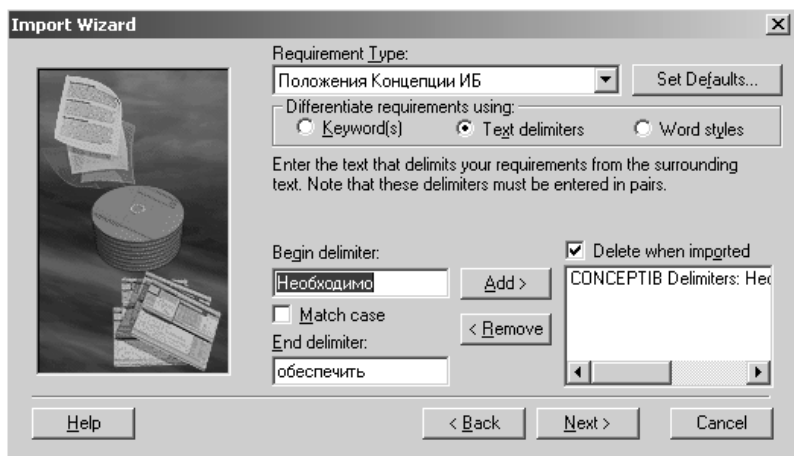 Import Wizard
Requirement Type:
Положения Концепции ИБ
Set Defaults...
Differentiate requirements using:
Keyword(s)
Text delimiters
Word styles
Enter the text that delimits your requirements from the surrounding
text. Note that these delimiters must be entered in pairs.
Begin delimiter:
Delete when imported
Необходимо
Add >
CONCEPTIB Delimiters: Нео
Match case
< Remove
End delimiter:
обеспечить
Help
< Back
Next >
Cancel